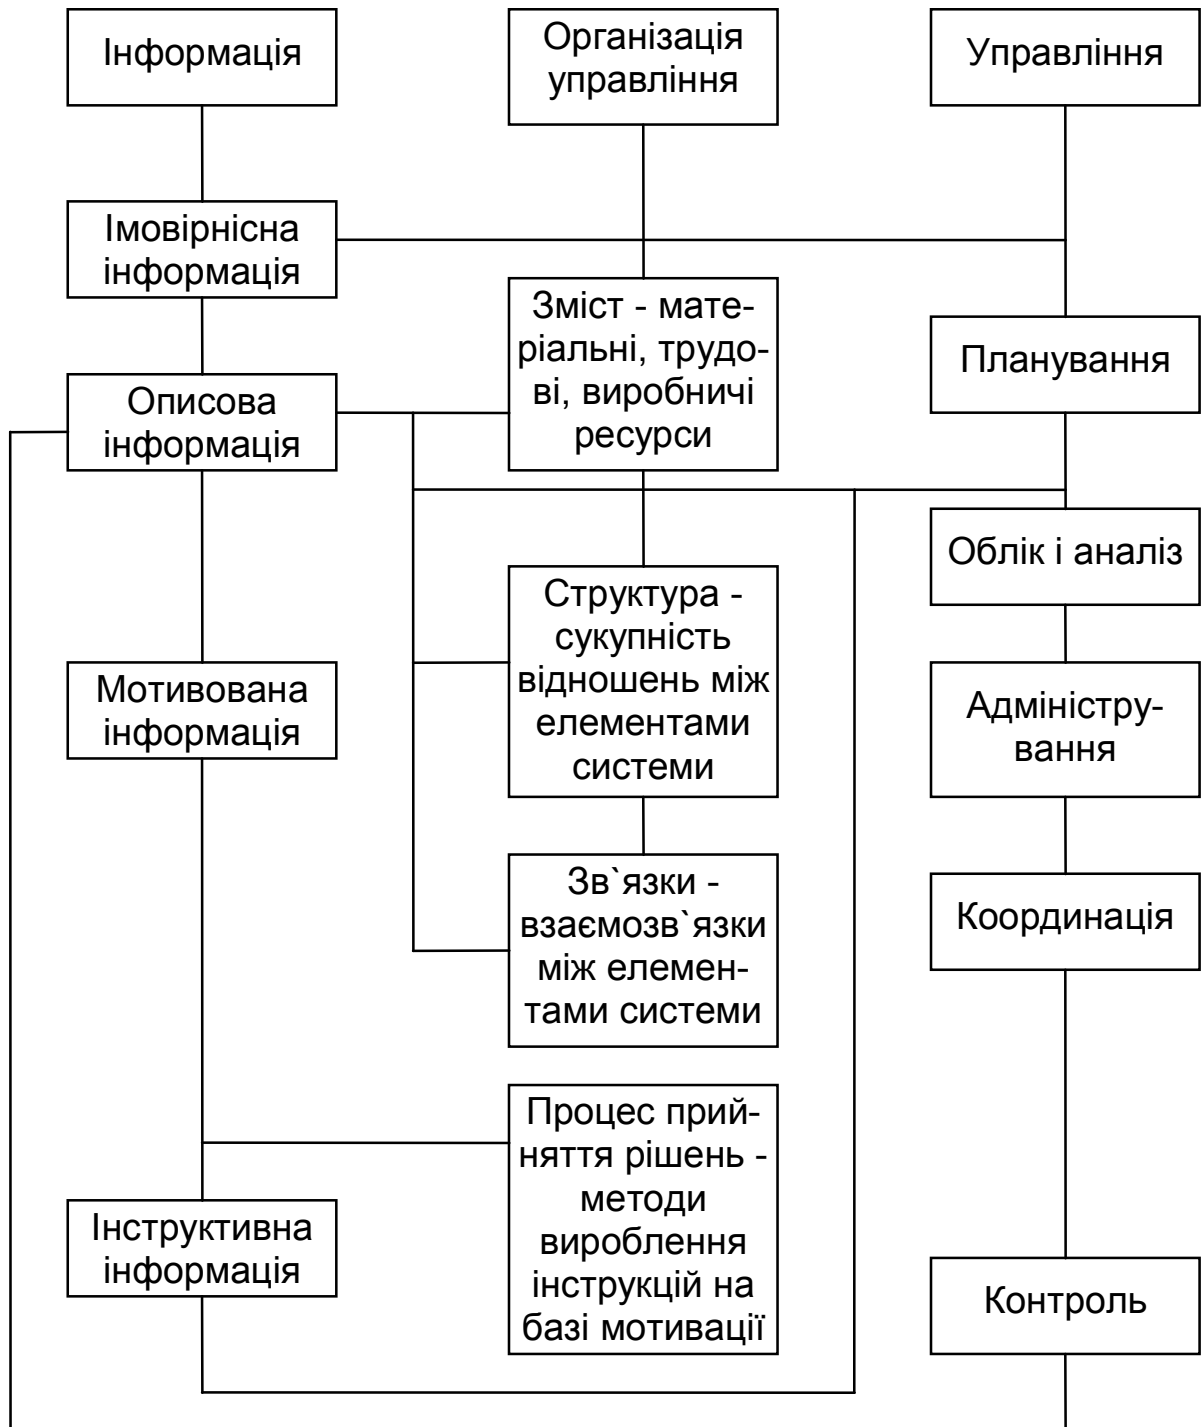 Інформація
Організація
управління
Управління
Імовірнісна
інформація
Зміст - мате-
ріальні, трудо-
ві, виробничі
ресурси
Планування
Описова
інформація
Облік і аналіз
Структура -
сукупність
відношень між
елементами
системи
Мотивована
інформація
Адміністру-
вання
Зв`язки -
взаємозв`язки
між елемен-
тами системи
Координація
Процес прий-
няття рішень -
методи
вироблення
інструкцій на
базі мотивації
Інструктивна
інформація
Контроль